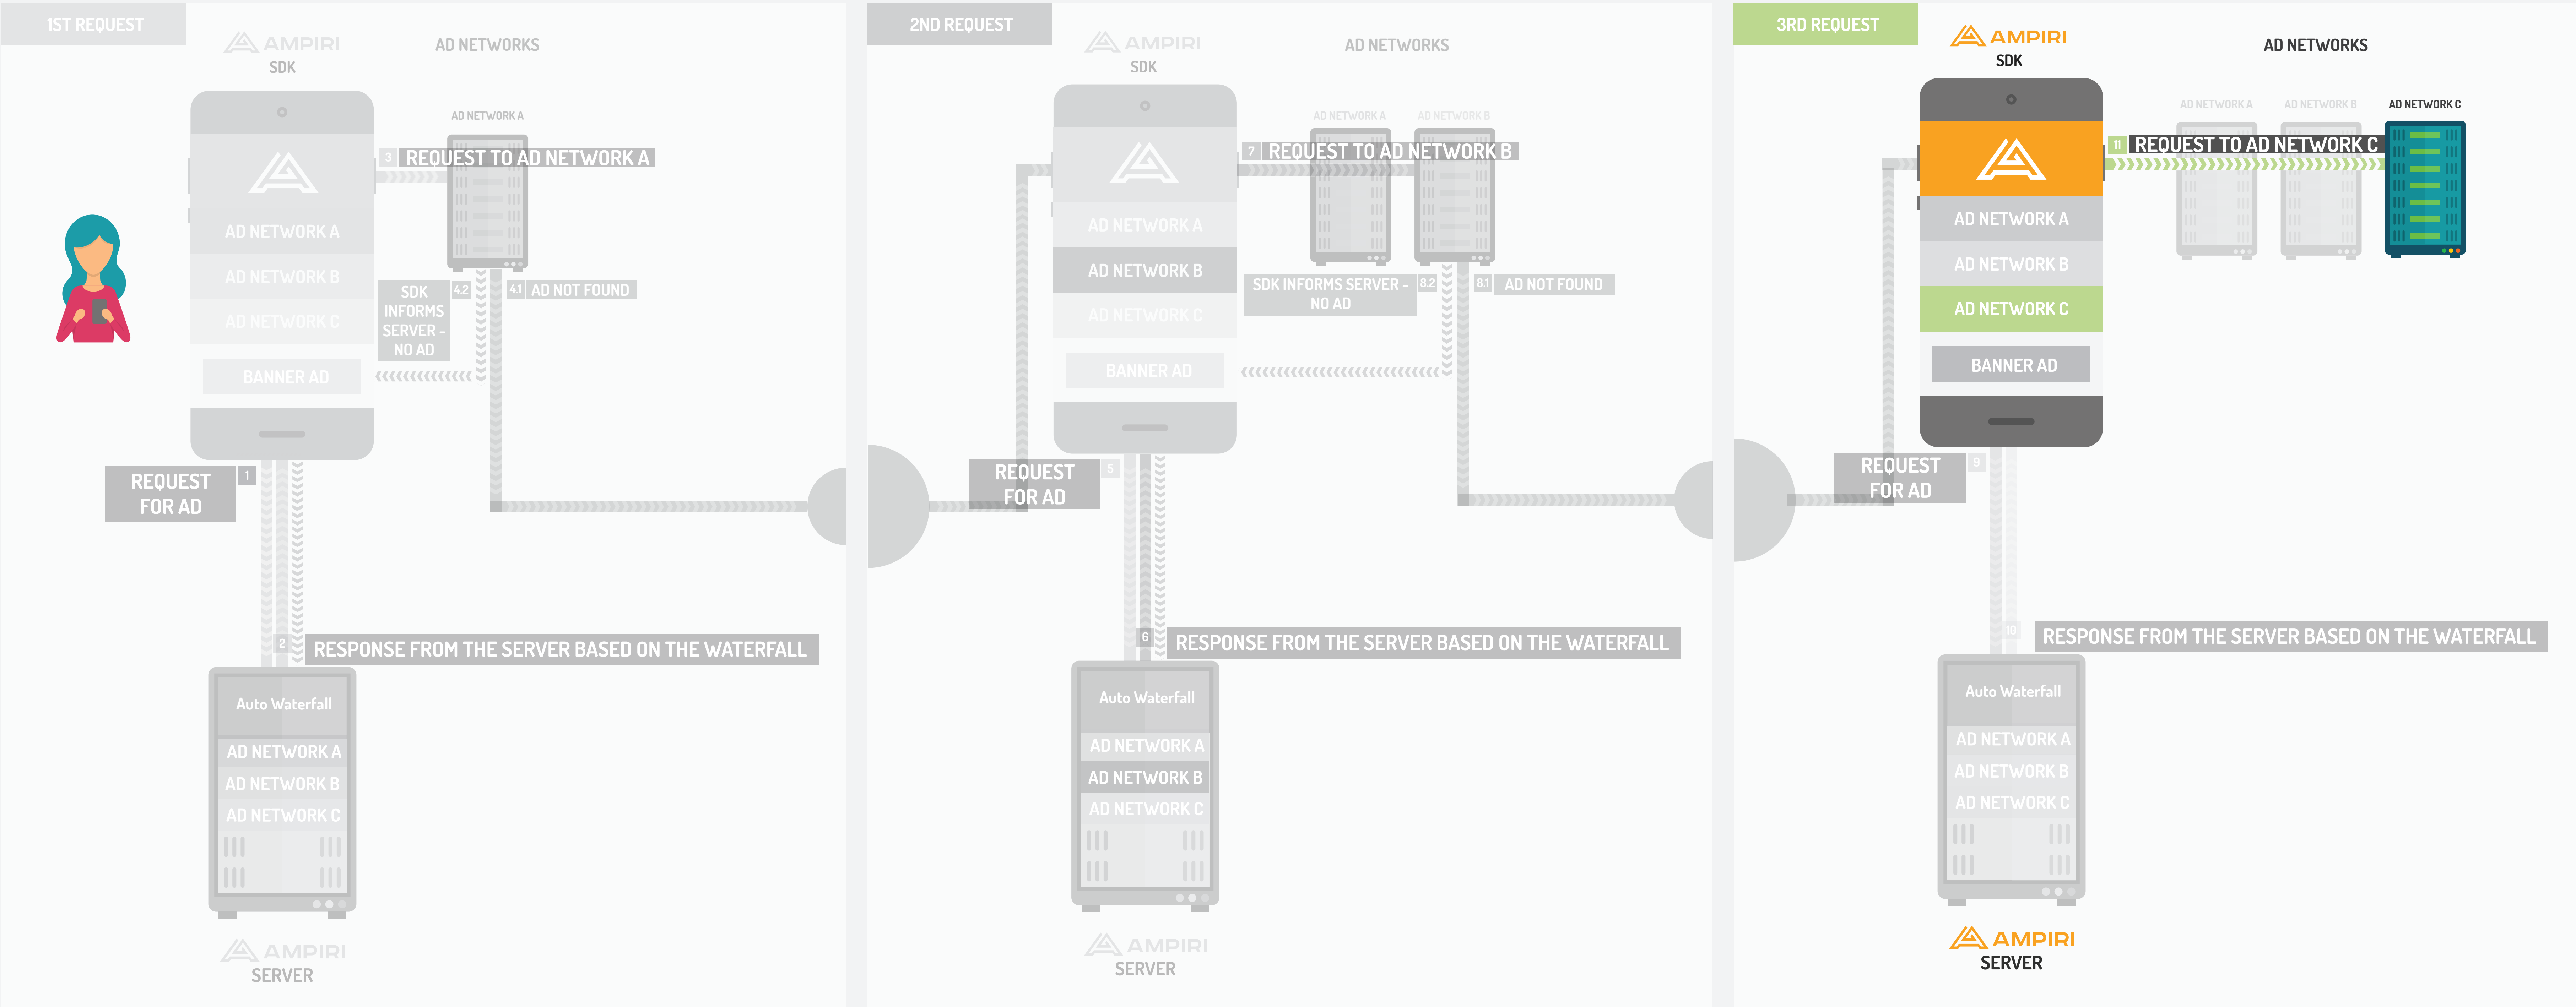 1ST REQUEST
AMPIRI
SDK
AD NETWORKS
AD NETWORK A
3 REQUEST TO AD NETWORK A
AD NETWORK A
AD NETWORK B
AD NETWORK C
BANNER AD
SDK
INFORMS
SERVER -
NO AD
4.2
4.1 AD NOT FOUND
REQUEST
FOR AD
1
2 RESPONSE FROM THE SERVER BASED ON THE WATERFALL
Auto Waterfall
AD NETWORK A
AD NETWORK B
AD NETWORK C
AMPIRI
SERVER
2ND REQUEST
AMPIRI
SDK
AD NETWORKS
AD NETWORK A
AD NETWORK B
7 REQUEST TO AD NETWORK B
AD NETWORK A
AD NETWORK B
AD NETWORK C
BANNER AD
SDK INFORMS SERVER -
NO AD
8.2
8.1 AD NOT FOUND
REQUEST
FOR AD
5
6 RESPONSE FROM THE SERVER BASED ON THE WATERFALL
Auto Waterfall
AD NETWORK A
AD NETWORK B
AD NETWORK C
AMPIRI
SERVER
3RD REQUEST
AMPIRI
SDK
AD NETWORKS
AD NETWORK A
AD NETWORK B
AD NETWORK C
11 REQUEST TO AD NETWORK C
AD NETWORK A
AD NETWORK B
AD NETWORK C
BANNER AD
REQUEST
FOR AD
9
10 RESPONSE FROM THE SERVER BASED ON THE WATERFALL
Auto Waterfall
AD NETWORK A
AD NETWORK B
AD NETWORK C
AMPIRI
SERVER